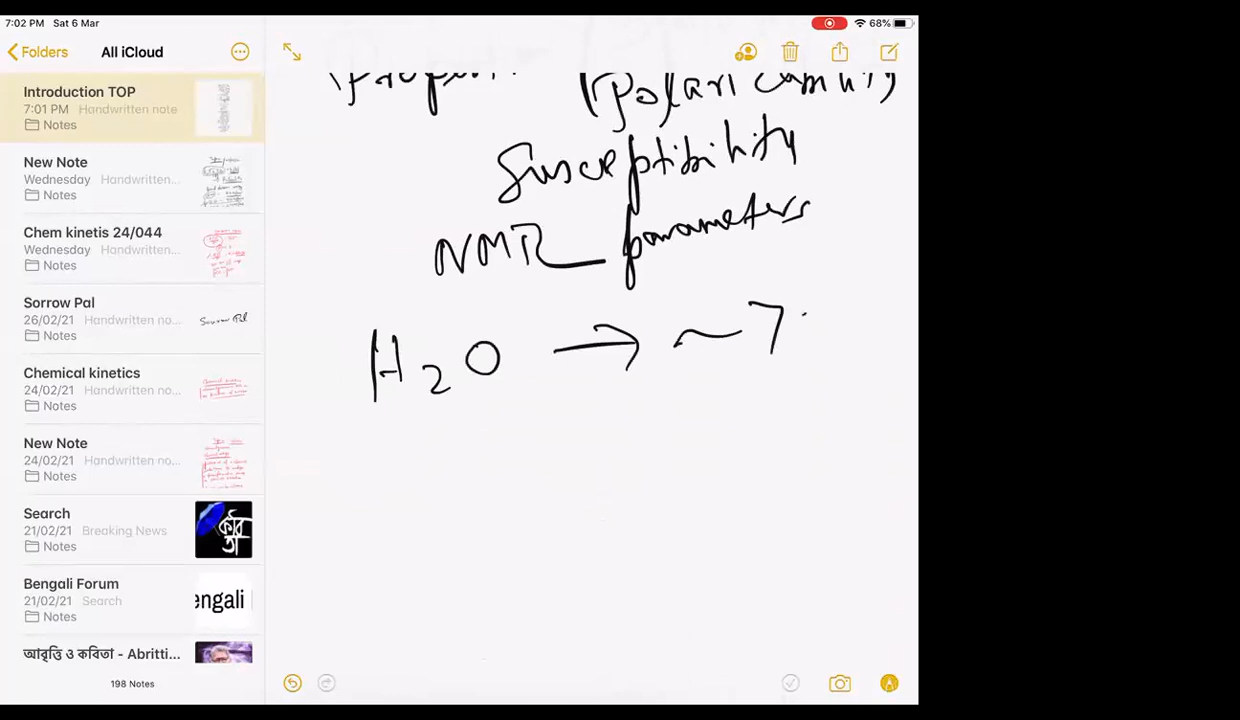 7:02 PM Sat 6 Mar
68%
Folders
All iCloud
Introduction TOP
7:01 PM Handwritten note
Notes
New Note
Wednesday Handwritten...
Notes
Chem kinetis 24/044
Wednesday Handwritten...
Notes
Sorrow Pal
26/02/21 Handwritten no...
Notes
Chemical kinetics
24/02/21 Handwritten no...
Notes
New Note
24/02/21 Handwritten no...
Notes
Search
21/02/21 Breaking News
Notes
Bengali Forum
21/02/21 Search
Notes
engali
আবৃত্তি ও কবিতা - Abritti...
198 Notes
Susceptibility
NMR parameters
H₂O → ~7.